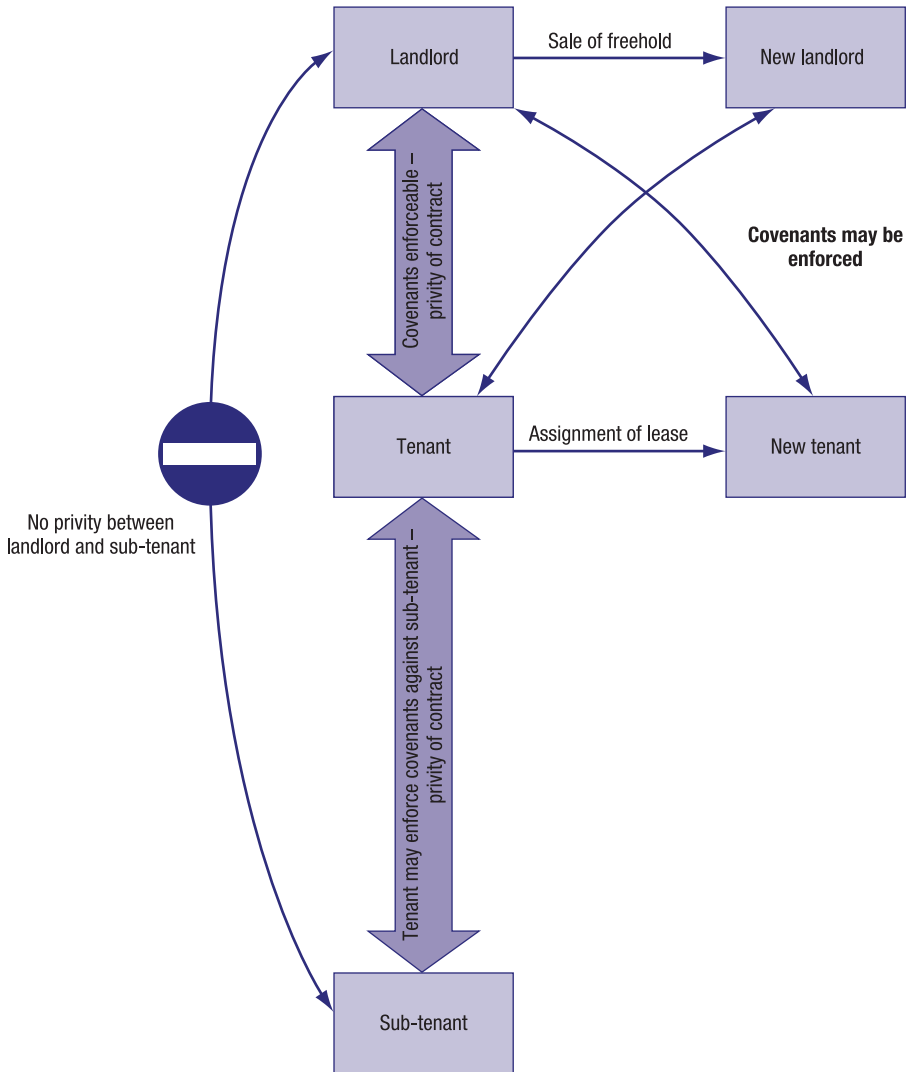 Landlord
Sale of freehold
New landlord
Covenants enforceable –
privity of contract
Covenants may be
enforced
Tenant
Assignment of lease
New tenant
No privity between
landlord and sub-tenant
Tenant may enforce covenants against sub-tenant –
privity of contract
Sub-tenant